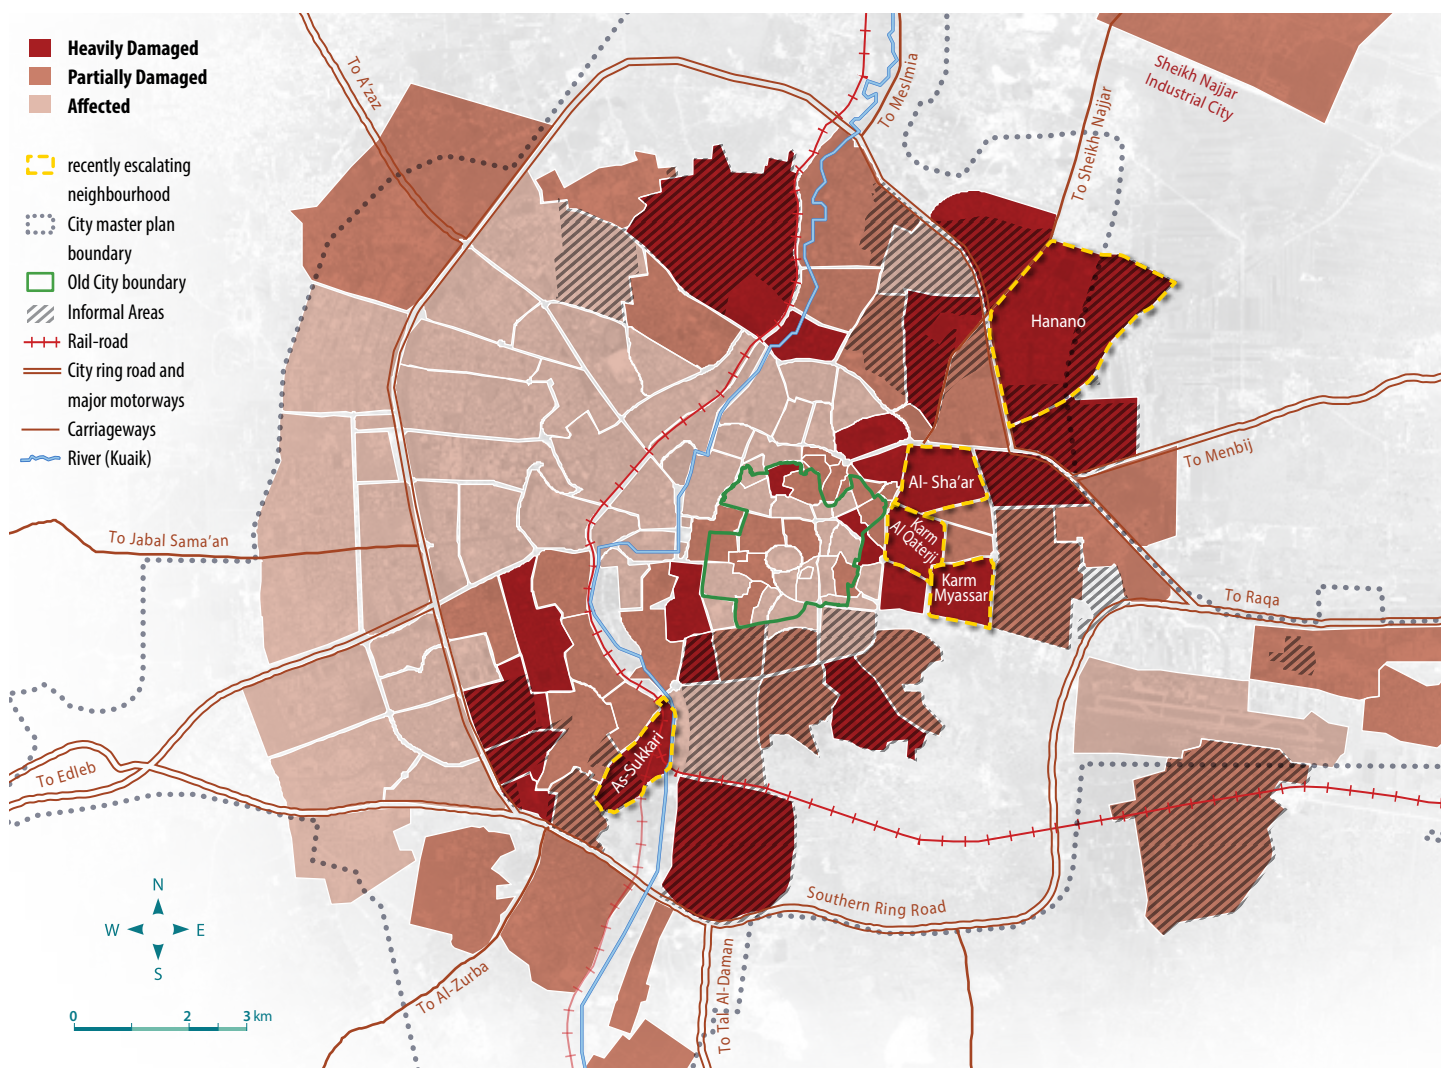 Heavily Damaged
Partially Damaged
Affected
recently escalating
neighbourhood
City master plan
boundary
Old City boundary
Informal Areas
Rail-road
City ring road and
major motorways
Carriageways
River (Kuaik)
To A'zaz
To Meslmia
To Sheikh Najjar
Sheikh Najjar
Industrial City
Hanano
To Menbij
Al- Sha'ar
Karm
Al Qaterji
Karm
Myassar
To Jabal Sama'an
To Raqa
As-Sukkari
To Edleb
Southern Ring Road
To Al-Zurba
To Tal Al-Daman
N
W
E
S
0
2
3 km